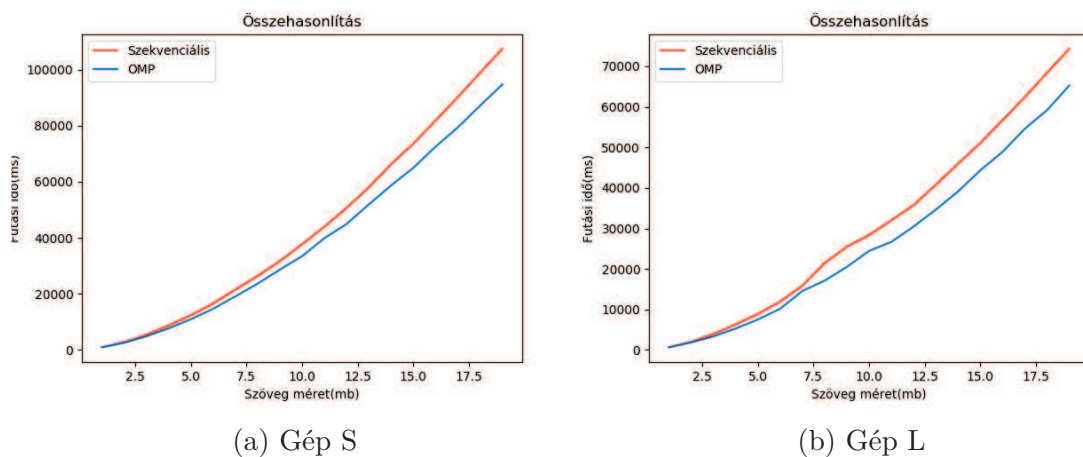 Összehasonlítás
Szekvenciális
OMP
100000
80000
60000
40000
20000
0
Futási idő(ms)
2.5 5.0 7.5 10.0 12.5 15.0 17.5
Szöveg méret(mb)
(a) Gép S
Összehasonlítás
Szekvenciális
OMP
70000
60000
50000
40000
30000
20000
10000
0
Futási idő(ms)
2.5 5.0 7.5 10.0 12.5 15.0 17.5
Szöveg méret(mb)
(b) Gép L